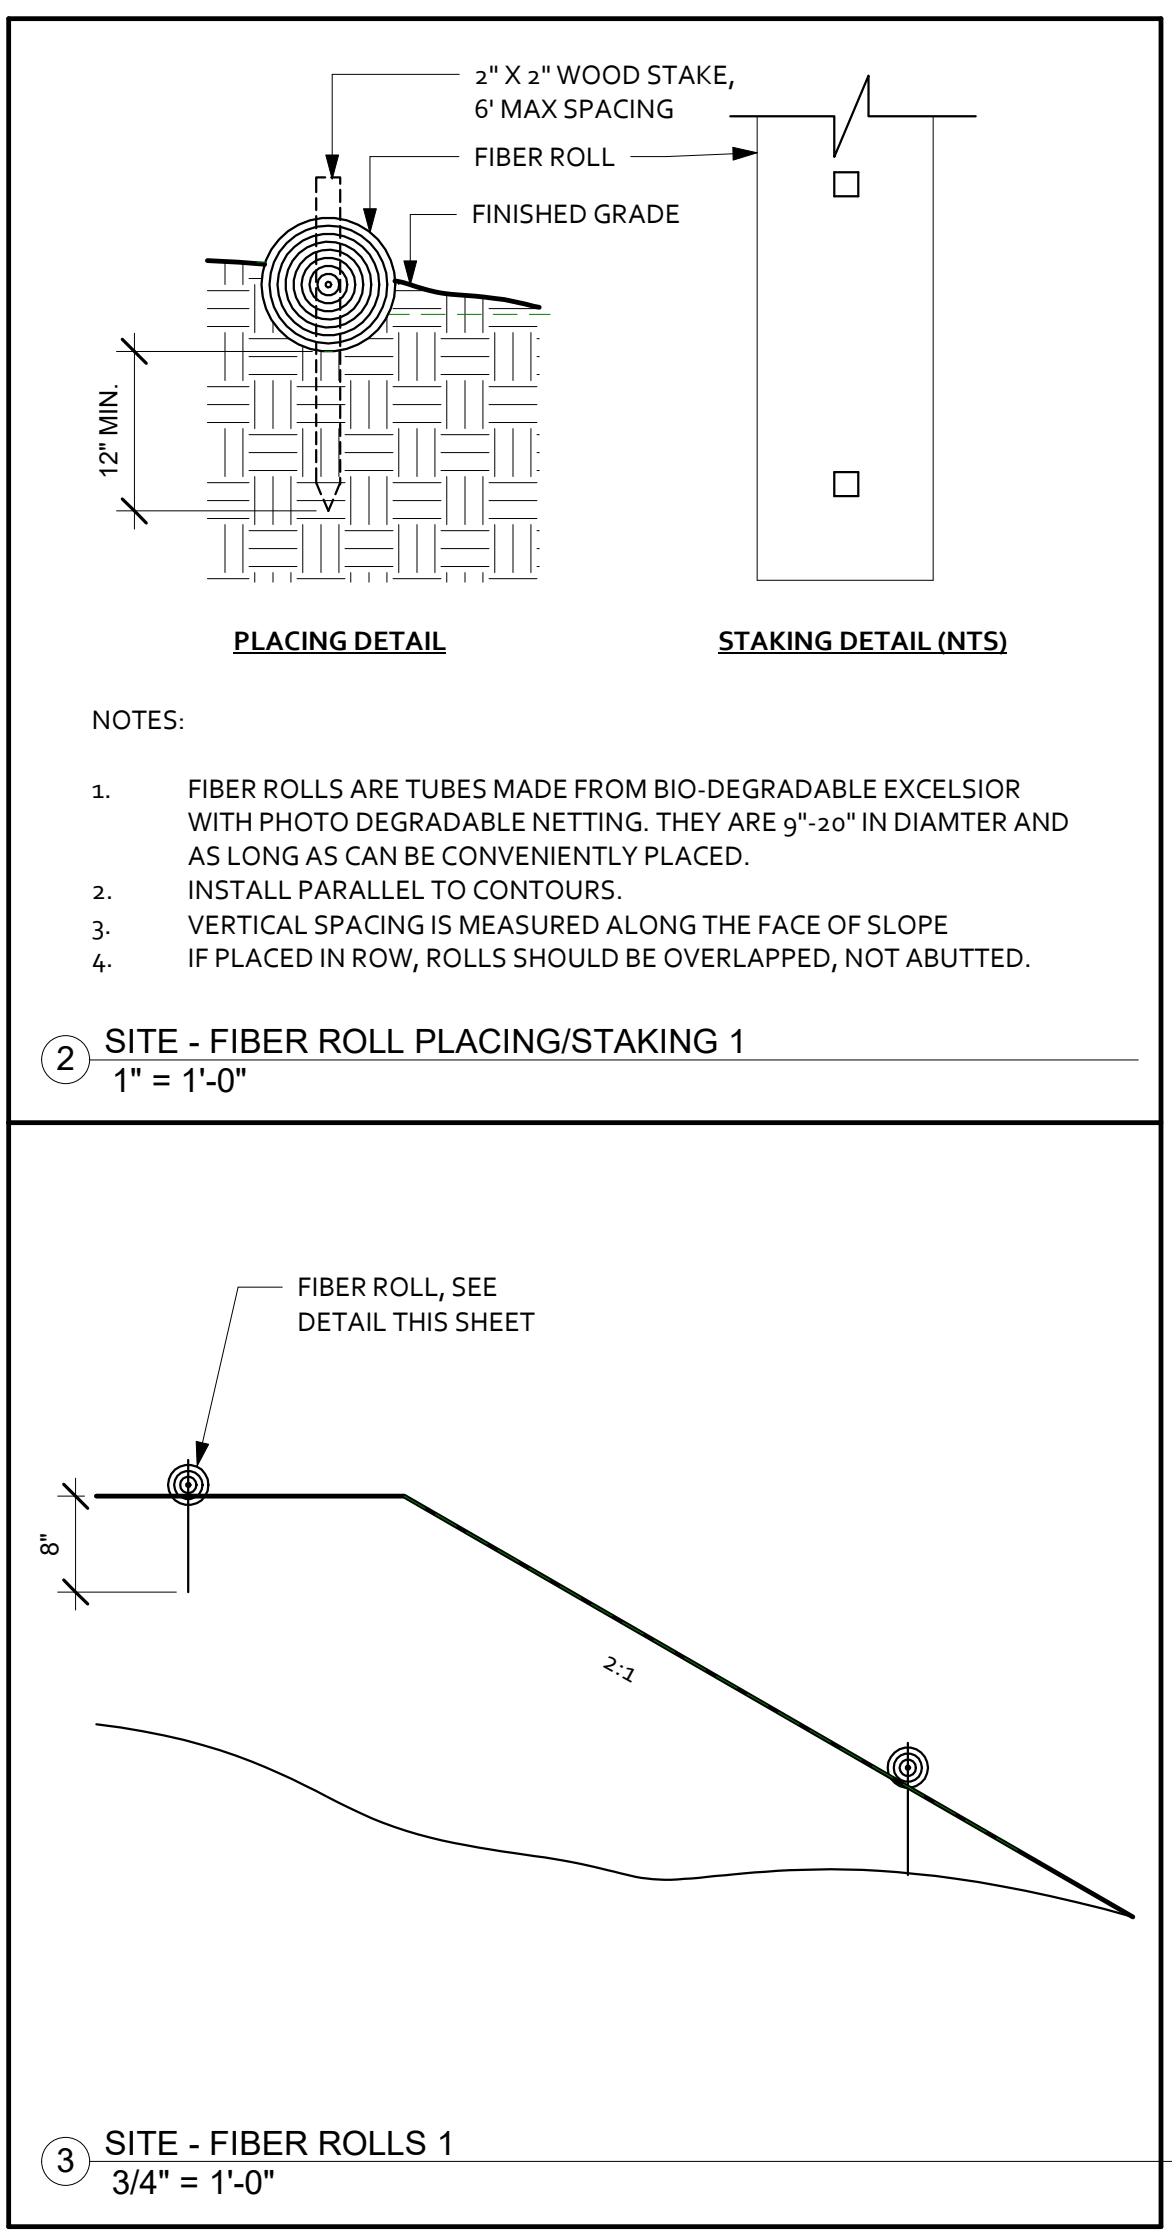 2" X 2" WOOD STAKE,
6' MAX SPACING
FIBER ROLL
FINISHED GRADE
12" MIN.
PLACING DETAIL
STAKING DETAIL (NTS)
NOTES:
1. FIBER ROLLS ARE TUBES MADE FROM BIO-DEGRADABLE EXCELSIOR
WITH PHOTO DEGRADABLE NETTING. THEY ARE 9"-20" IN DIAMTER AND
AS LONG AS CAN BE CONVENIENTLY PLACED.
2. INSTALL PARALLEL TO CONTOURS.
3. VERTICAL SPACING IS MEASURED ALONG THE FACE OF SLOPE
4. IF PLACED IN ROW, ROLLS SHOULD BE OVERLAPPED, NOT ABUTTED.
2 SITE - FIBER ROLL PLACING/STAKING 1
1" = 1'-0"
FIBER ROLL, SEE
DETAIL THIS SHEET
8"
2:1
3 SITE - FIBER ROLLS 1
3/4" = 1'-0"